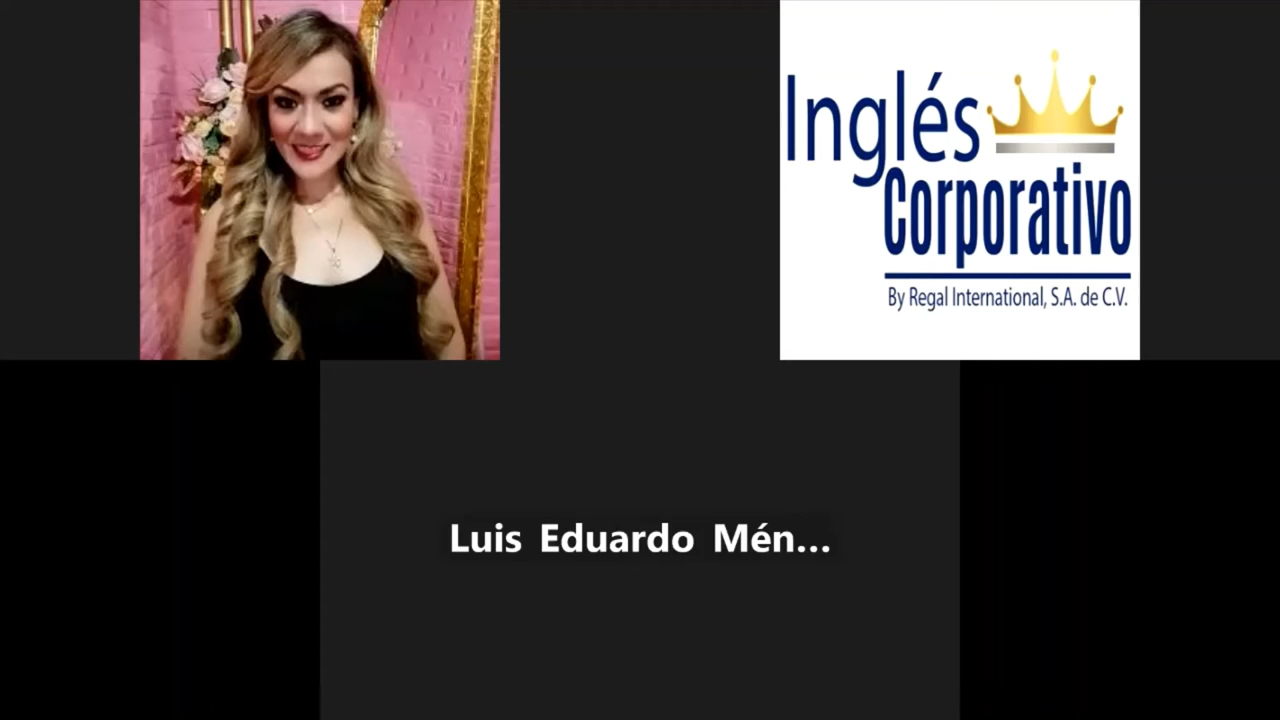 Inglés
Corporativo
By Regal International, S.A. de C.V.
Luis Eduardo Mén...